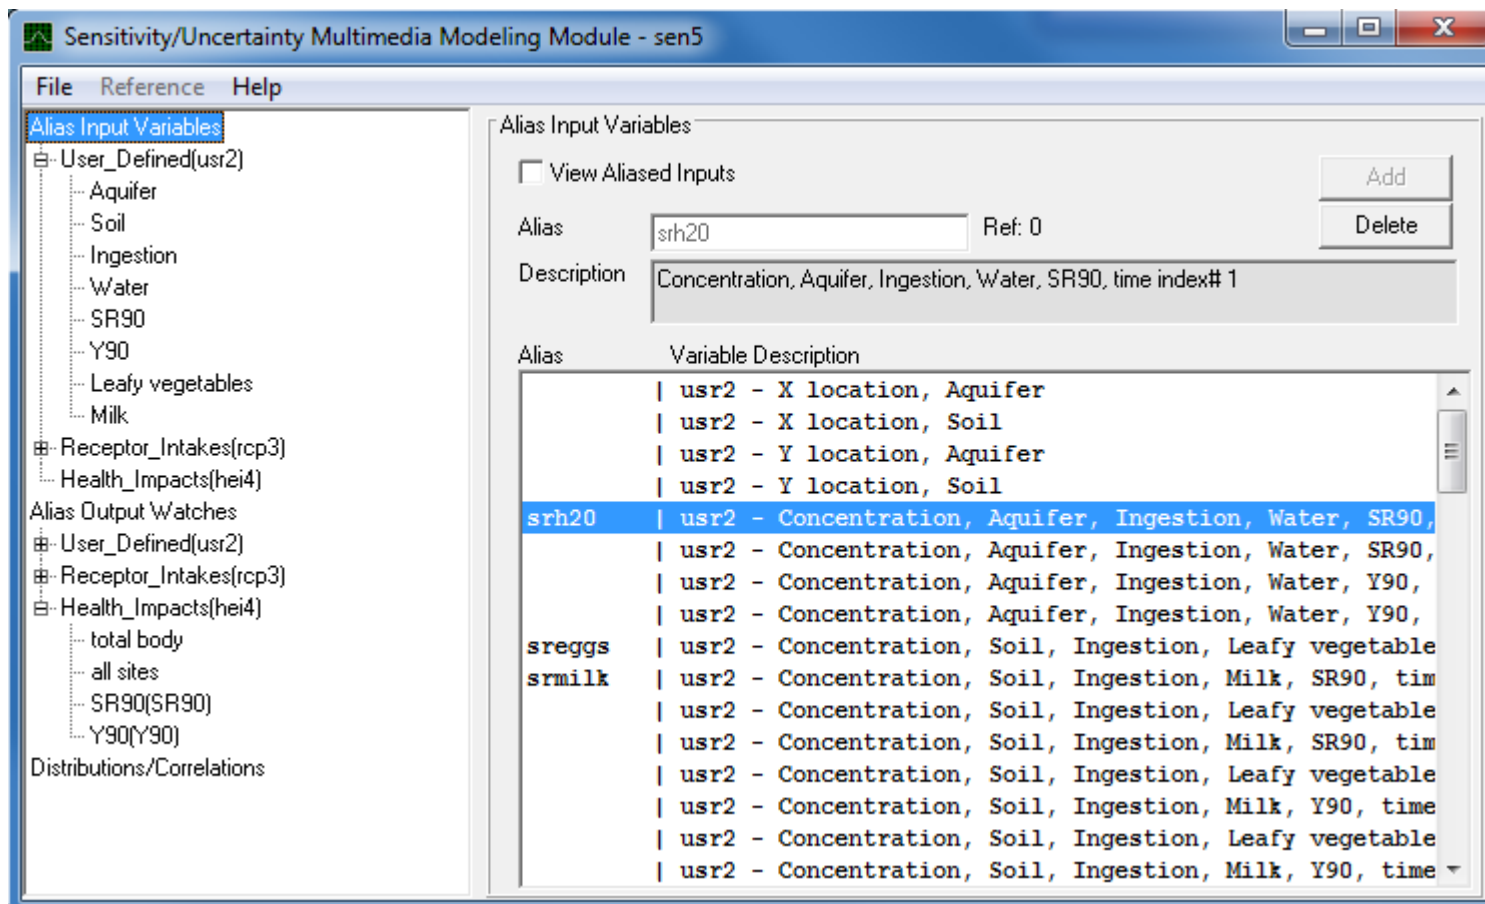 Sensitivity/Uncertainty Multimedia Modeling Module - sen5
File Reference Help
Alias Input Variables
User_Defined(usr2)
Aquifer
Soil
Ingestion
Water
SR90
Y90
Leafy vegetables
Milk
Receptor_Intakes(rcp3)
Health_Impacts(hei4)
Alias Output Watches
User_Defined(usr2)
Receptor_Intakes(rcp3)
Health_Impacts(hei4)
total body
all sites
SR90(SR90)
Y90(Y90)
Distributions/Correlations
Alias Input Variables
View Aliased Inputs
Add
Alias srh20 Ref: 0
Delete
Description Concentration, Aquifer, Ingestion, Water, SR90, time index# 1
Alias Variable Description
| usr2 - X location, Aquifer
| usr2 - X location, Soil
| usr2 - Y location, Aquifer
| usr2 - Y location, Soil
srh20 | usr2 - Concentration, Aquifer, Ingestion, Water, SR90,
| usr2 - Concentration, Aquifer, Ingestion, Water, SR90,
| usr2 - Concentration, Aquifer, Ingestion, Water, Y90,
| usr2 - Concentration, Aquifer, Ingestion, Water, Y90,
sreggs | usr2 - Concentration, Soil, Ingestion, Leafy vegetable
srmilk | usr2 - Concentration, Soil, Ingestion, Milk, SR90, tim
| usr2 - Concentration, Soil, Ingestion, Leafy vegetable
| usr2 - Concentration, Soil, Ingestion, Milk, SR90, tim
| usr2 - Concentration, Soil, Ingestion, Leafy vegetable
| usr2 - Concentration, Soil, Ingestion, Milk, Y90, time
| usr2 - Concentration, Soil, Ingestion, Leafy vegetable
| usr2 - Concentration, Soil, Ingestion, Milk, Y90, time